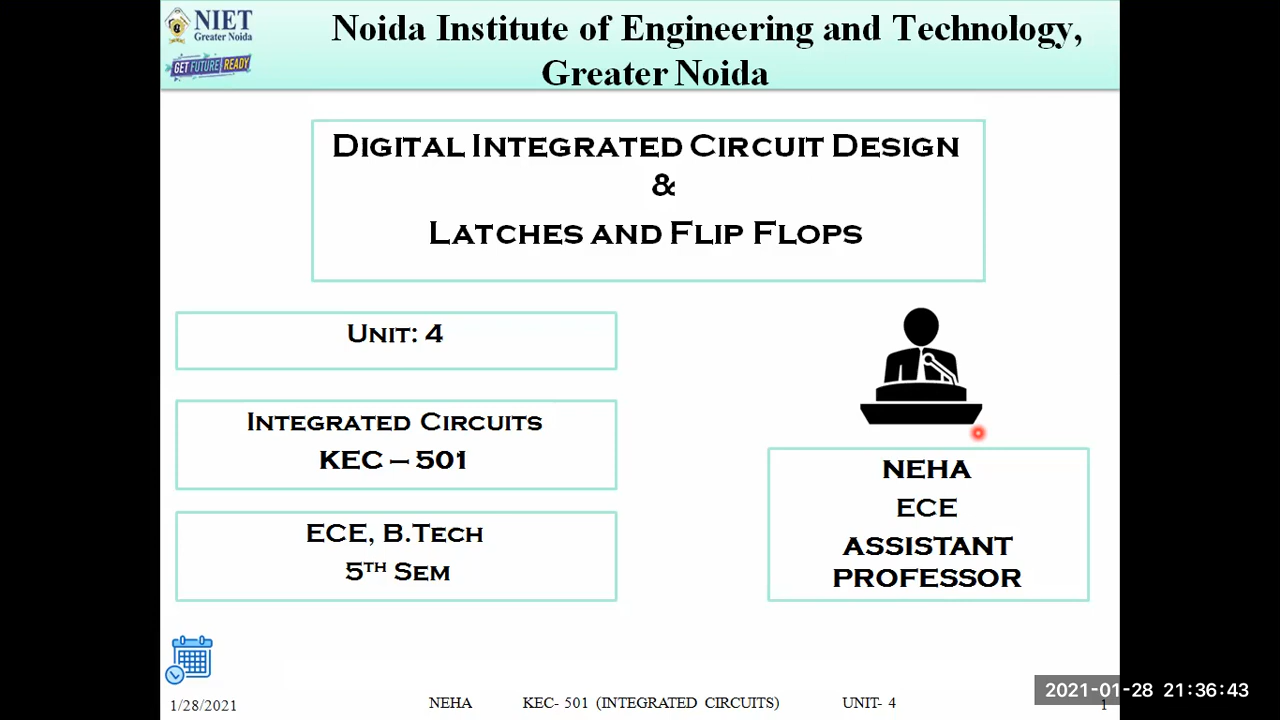 NIET
Greater Noida
GET FUTURE READY
Noida Institute of Engineering and Technology,
Greater Noida
DIGITAL INTEGRATED CIRCUIT DESIGN
&
LATCHES AND FLIP FLOPS
UNIT: 4
INTEGRATED CIRCUITS
KEC – 501
ECE, B.TECH
5TH SEM
NEHA
ECE
ASSISTANT
PROFESSOR
1/28/2021
NEHA KEC- 501 (INTEGRATED CIRCUITS) UNIT- 4
2021-01-28 21:36:43
1